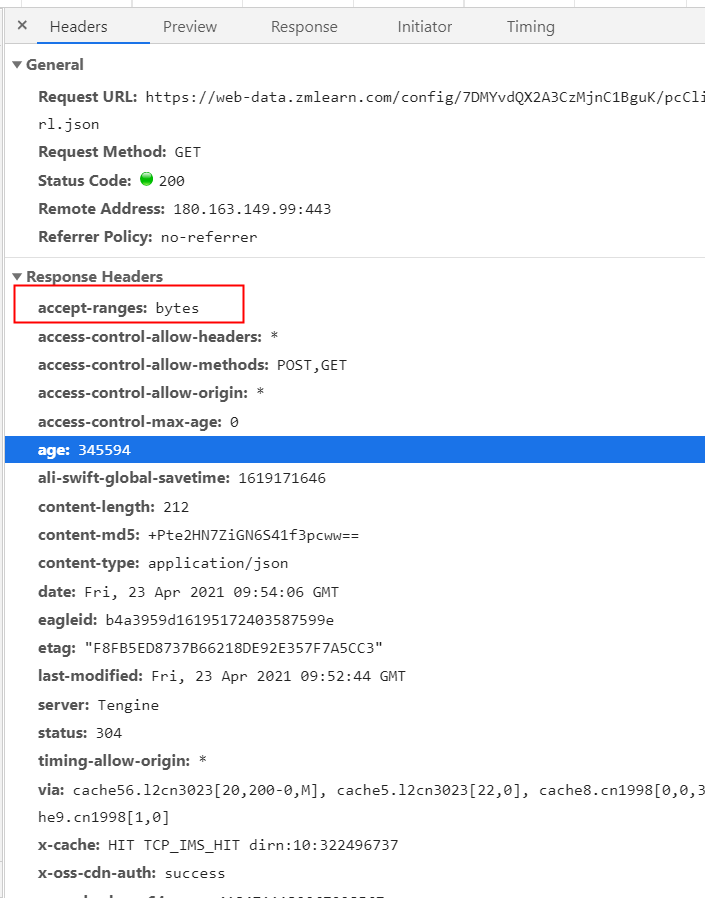 × Headers Preview Response Initiator Timing
▼ General
Request URL: https://web-data.zmlearn.com/config/7DMYvdQX2A3CzMjnC1BguK/pcCli
rl.json
Request Method: GET
Status Code: 200
Remote Address: 180.163.149.99:443
Referrer Policy: no-referrer
▼ Response Headers
accept-ranges: bytes
access-control-allow-headers: *
access-control-allow-methods: POST,GET
access-control-allow-origin: *
access-control-max-age: 0
age: 345594
ali-swift-global-savetime: 1619171646
content-length: 212
content-md5: +Pte2HN7ZiGN6S41f3pcww==
content-type: application/json
date: Fri, 23 Apr 2021 09:54:06 GMT
eagleid: b4a3959d16195172403587599e
etag: "F8FB5ED8737B66218DE92E357F7A5CC3"
last-modified: Fri, 23 Apr 2021 09:52:44 GMT
server: Tengine
status: 304
timing-allow-origin: *
via: cache56.l2cn3023[20,200-0,M], cache5.l2cn3023[22,0], cache8.cn1998[0,0,3
he9.cn1998[1,0]
x-cache: HIT TCP_IMS_HIT dirn:10:322496737
x-oss-cdn-auth: success